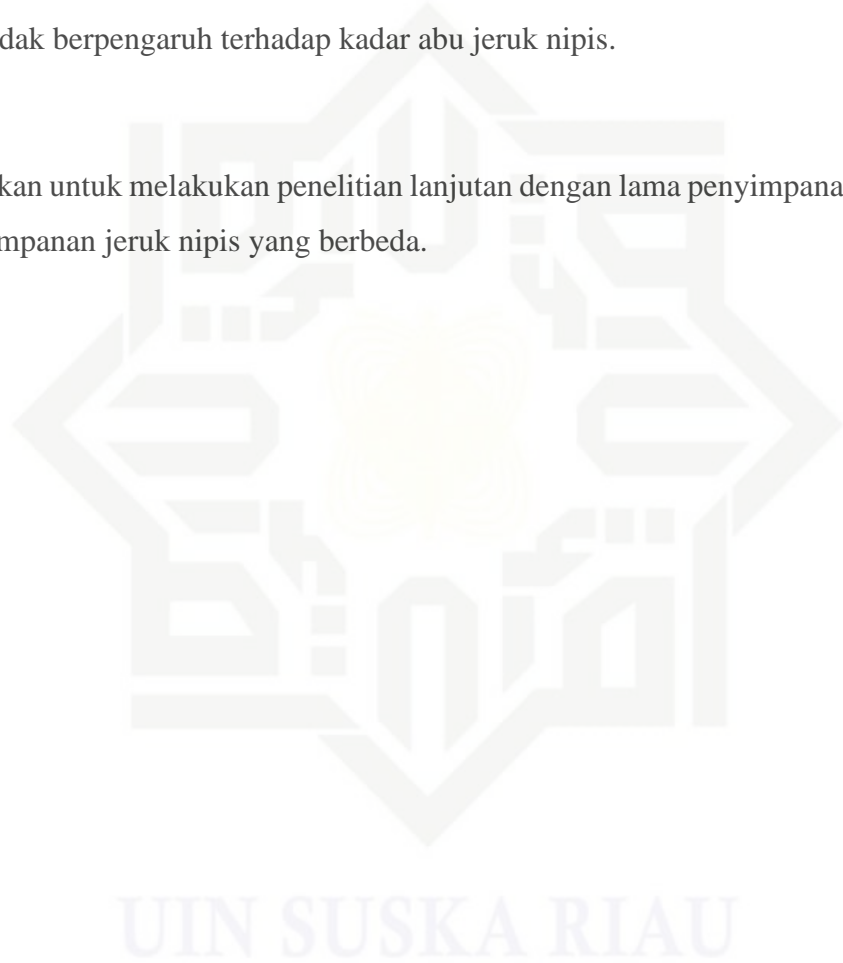 dak berpengaruh terhadap kadar abu jeruk nipis.
kan untuk melakukan penelitian lanjutan dengan lama penyimpana
mpanan jeruk nipis yang berbeda.
UIN SUSKA RIAU